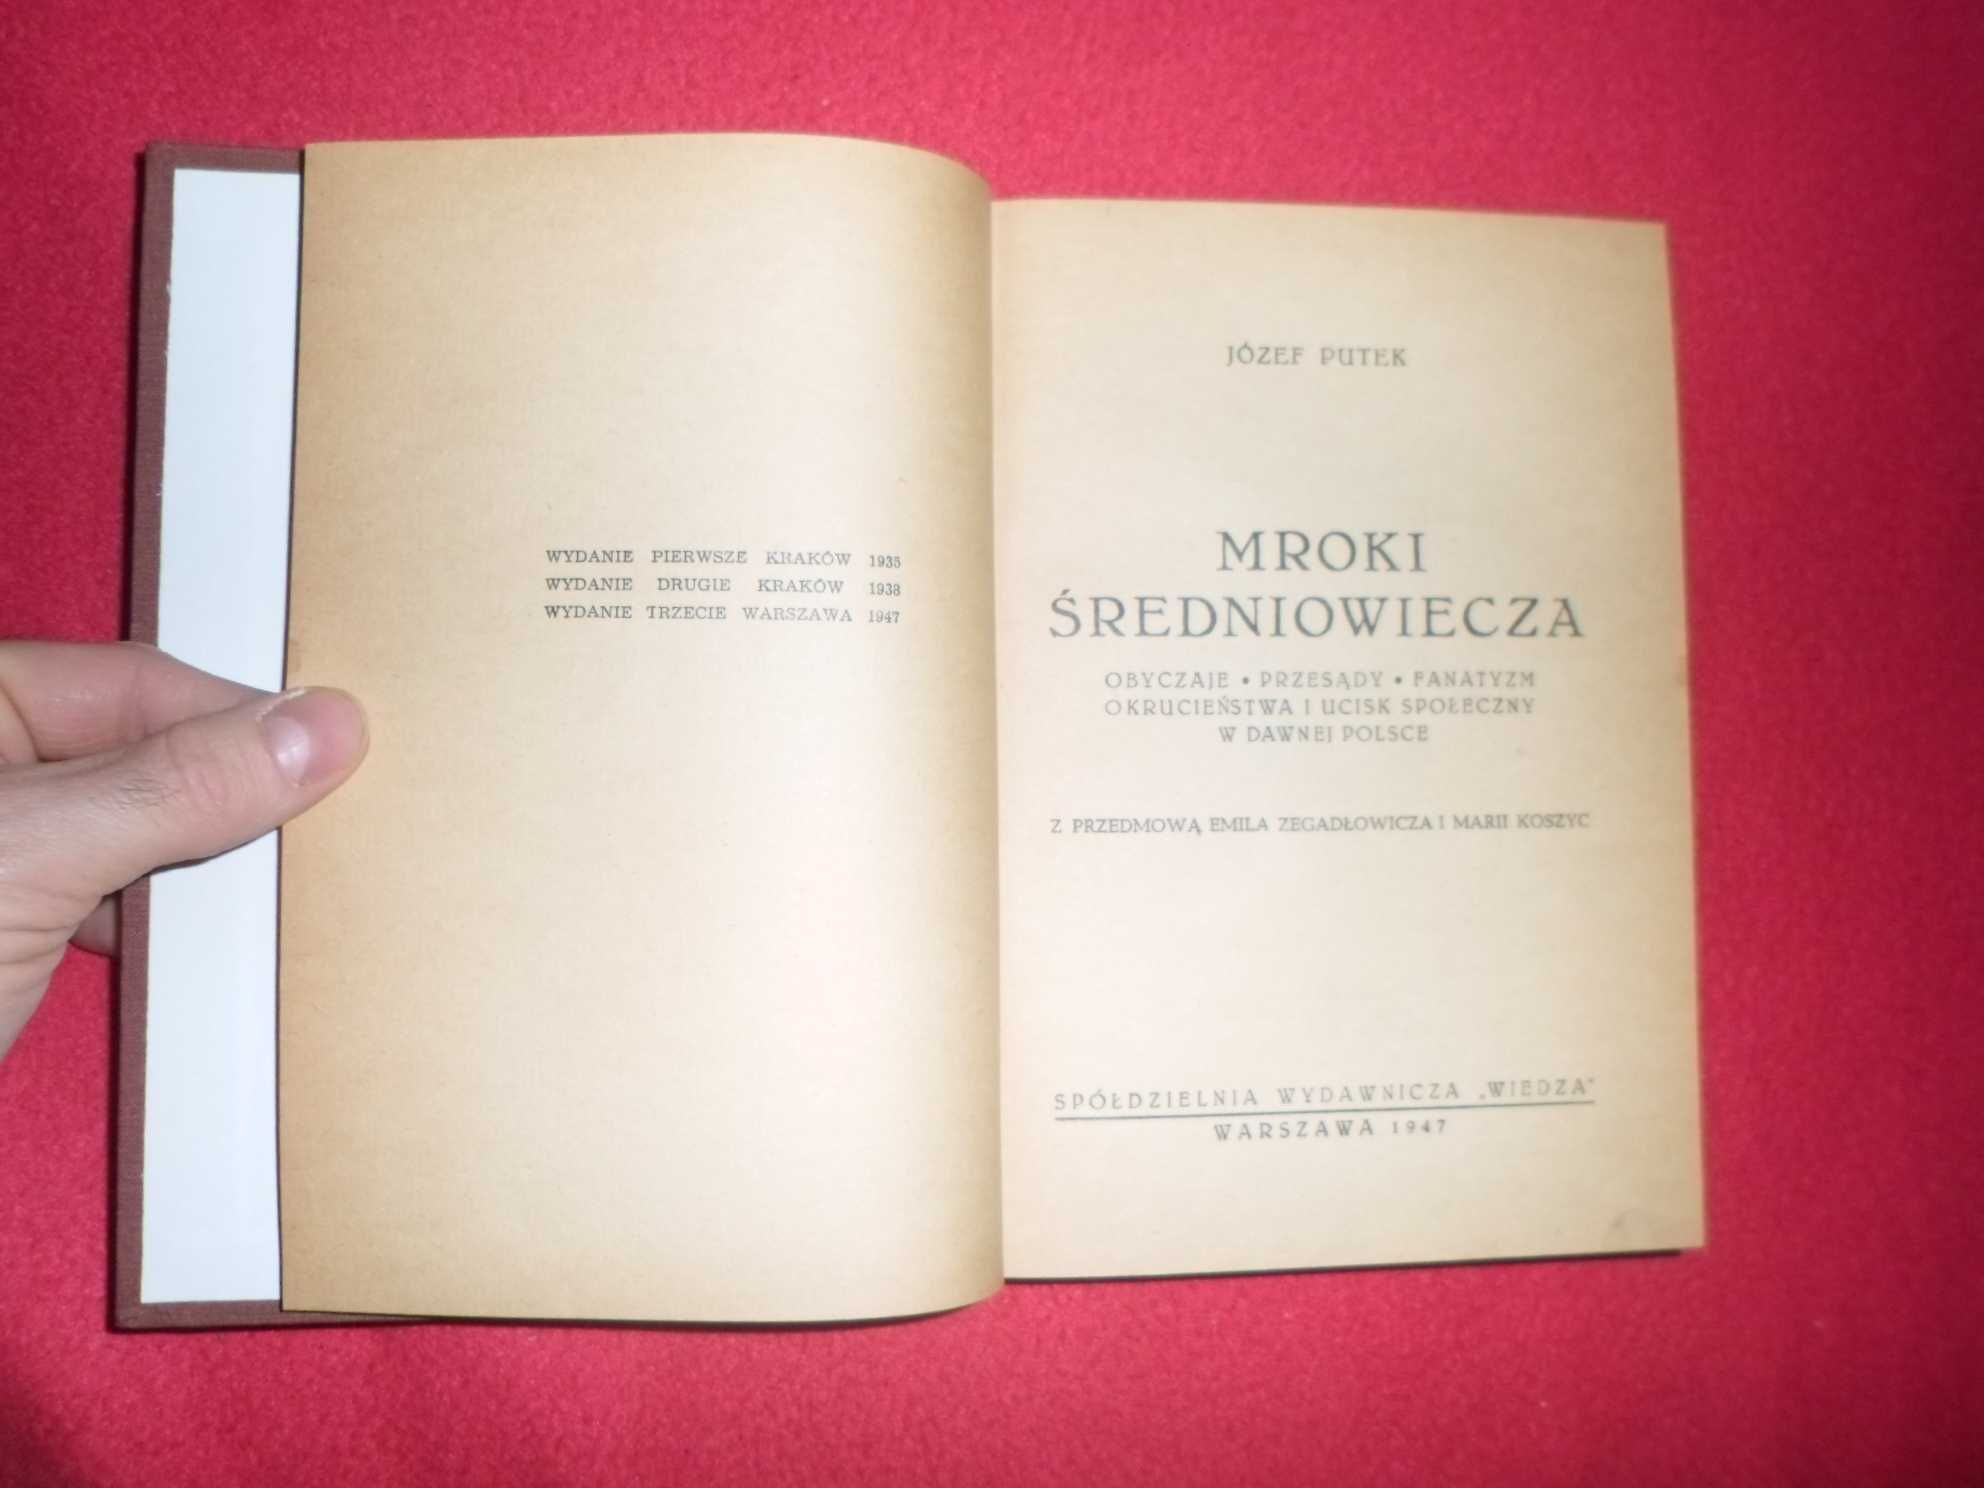 WYDANIE PIERWSZE KRAKÓW 1935
WYDANIE DRUGIE KRAKÓW 1938
WYDANIE TRZECIE WARSZAWA 1947
JÓZEF PUTEK
MROKI
ŚREDNIOWIECZA
OBYCZAJE • PRZESĄDY • FANATYZM
OKRUCIEŃSTWA I UCISK SPOŁECZNY
W DAWNEJ POLSCE
Z PRZEDMOWĄ EMILA ZEGADŁOWICZA I MARII KOSZYC
SPÓŁDZIELNIA WYDAWNICZA „WIEDZA"
WARSZAWA 1947